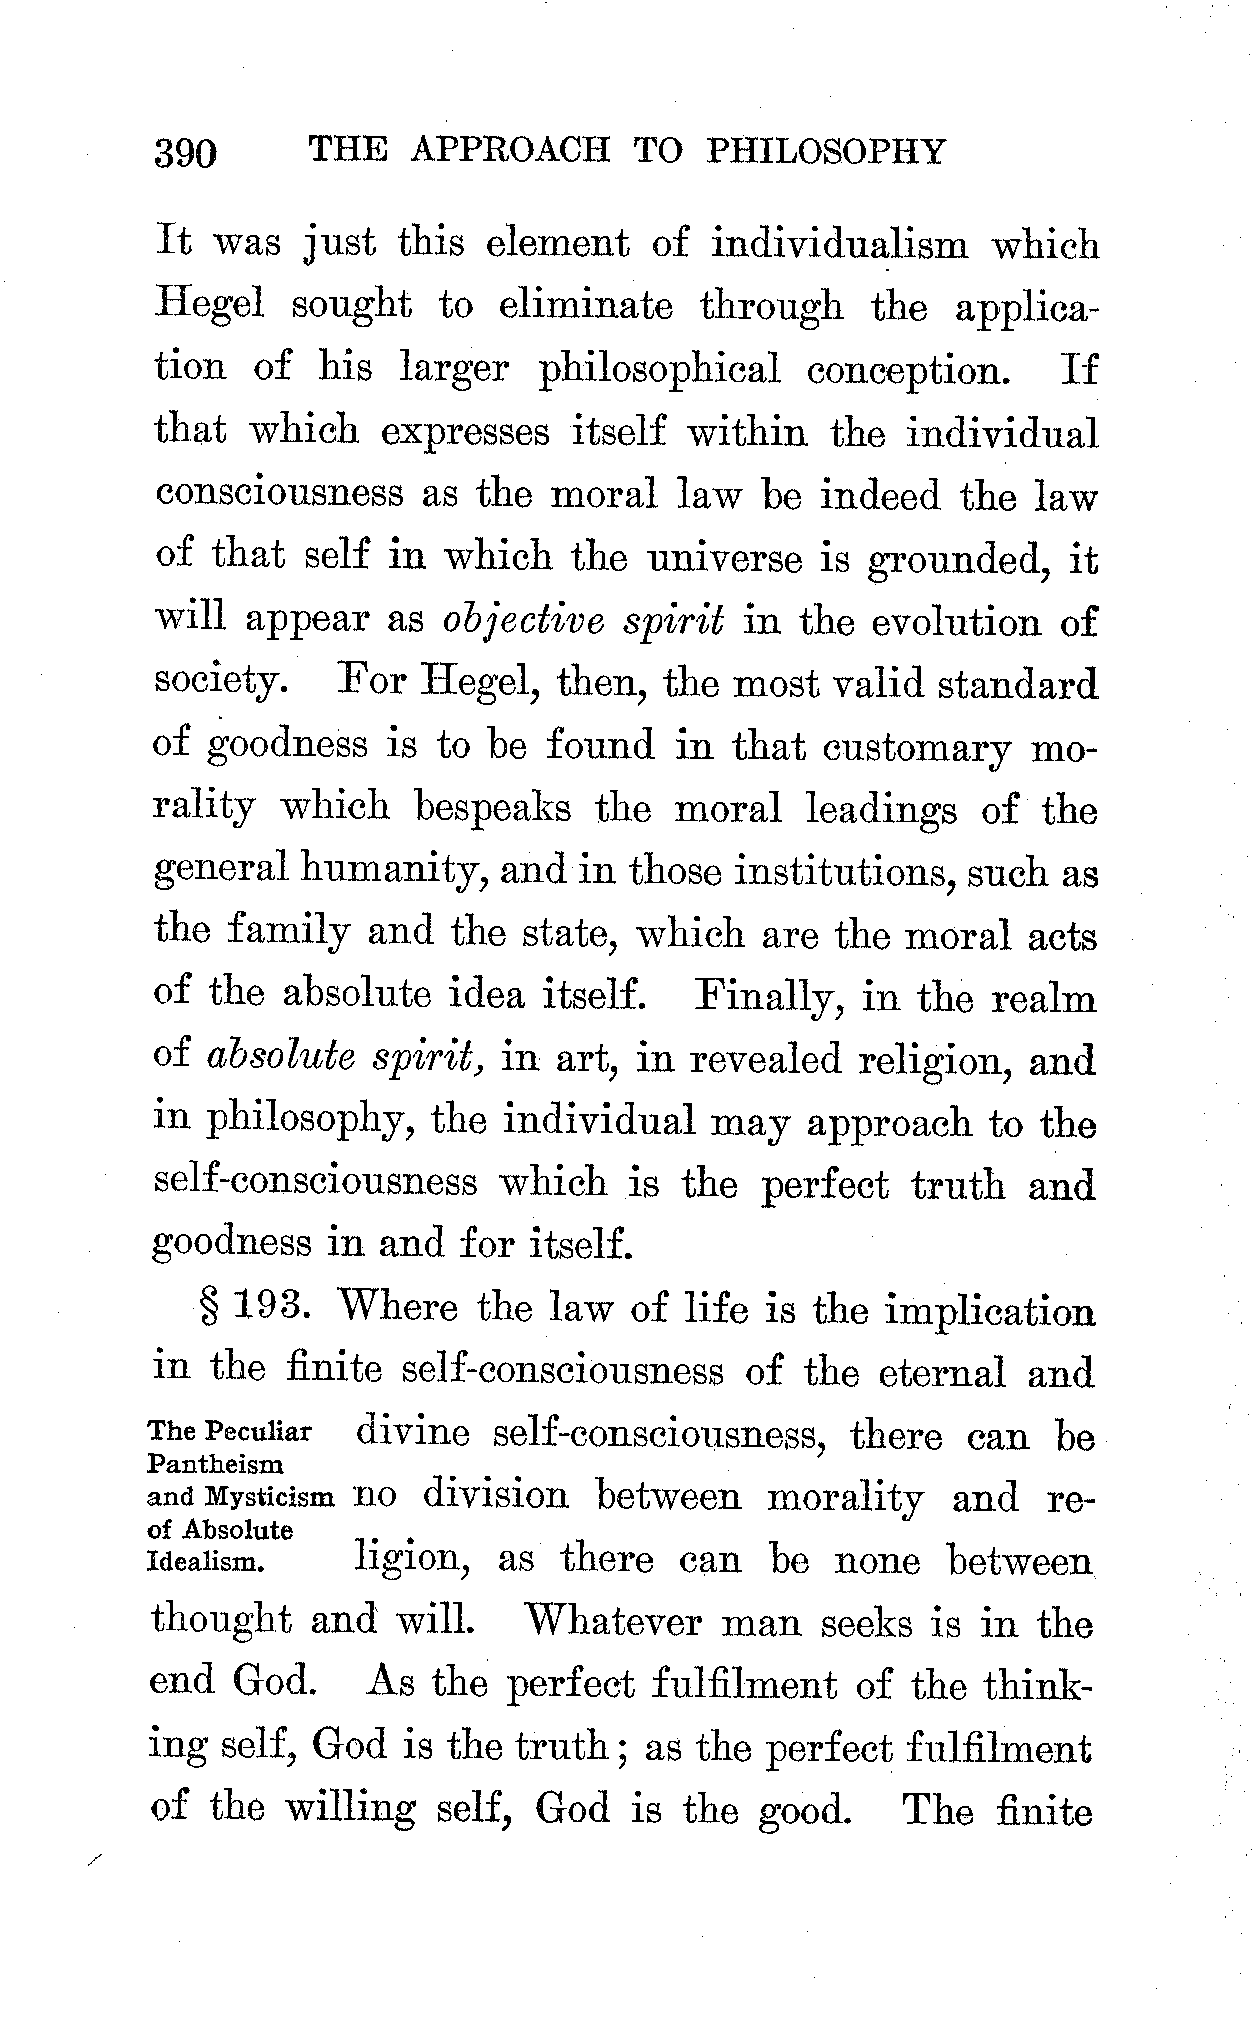 390 THE APPROACH TO PHILOSOPHY
It was just this element of individualism which
Hegel sought to eliminate through the applica-
tion of his larger philosophical conception. If
that which expresses itself within the individual
consciousness as the moral law be indeed the law
of that self in which the universe is grounded, it
will appear as objective spirit in the evolution of
society. For Hegel, then, the most valid standard
of goodness is to be found in that customary mo-
rality which bespeaks the moral leadings of the
general humanity, and in those institutions, such as
the family and the state, which are the moral acts
of the absolute idea itself. Finally, in the realm
of absolute spirit, in art, in revealed religion, and
in philosophy, the individual may approach to the
self-consciousness which is the perfect truth and
goodness in and for itself.
§ 193. Where the law of life is the implication
in the finite self-consciousness of the eternal and
The Peculiar
Pantheism
and Mysticism
of Absolute
Idealism.
divine self-consciousness, there can be
no division between morality and re-
ligion, as there can be none between
thought and will. Whatever man seeks is in the
end God. As the perfect fulfilment of the think-
ing self, God is the truth; as the perfect fulfilment
of the willing self, God is the good. The finite